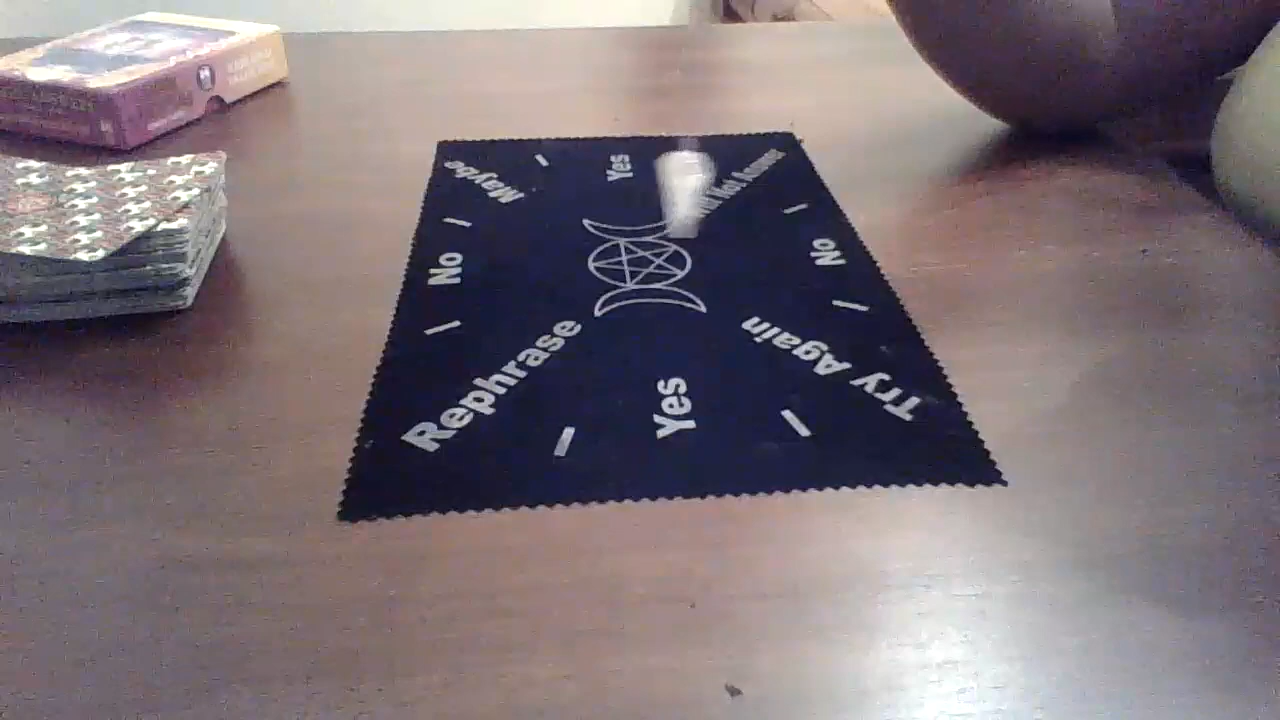 Maybe
Yes
No
No
Rephrase
Try Again
Yes